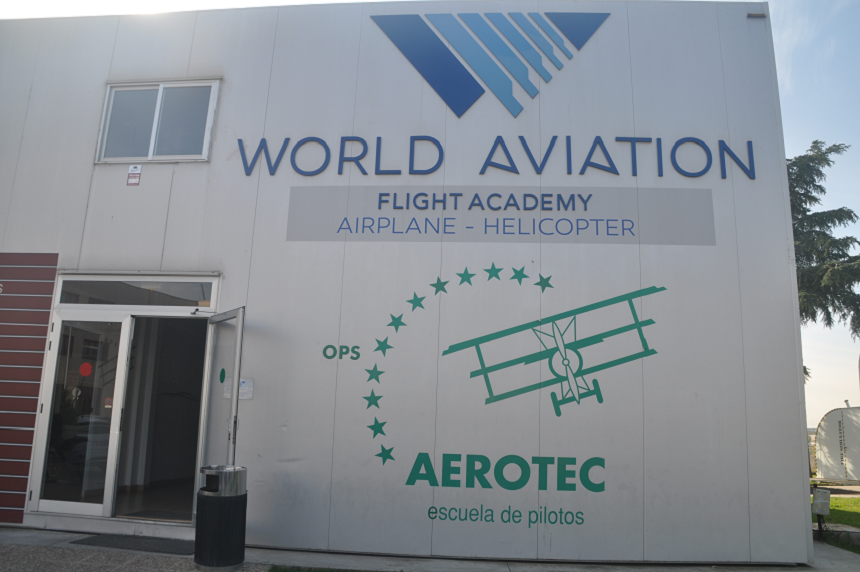 WORLD AVIATION
FLIGHT ACADEMY
AIRPLANE - HELICOPTER
OPS
AEROTEC
escuela de pilotos